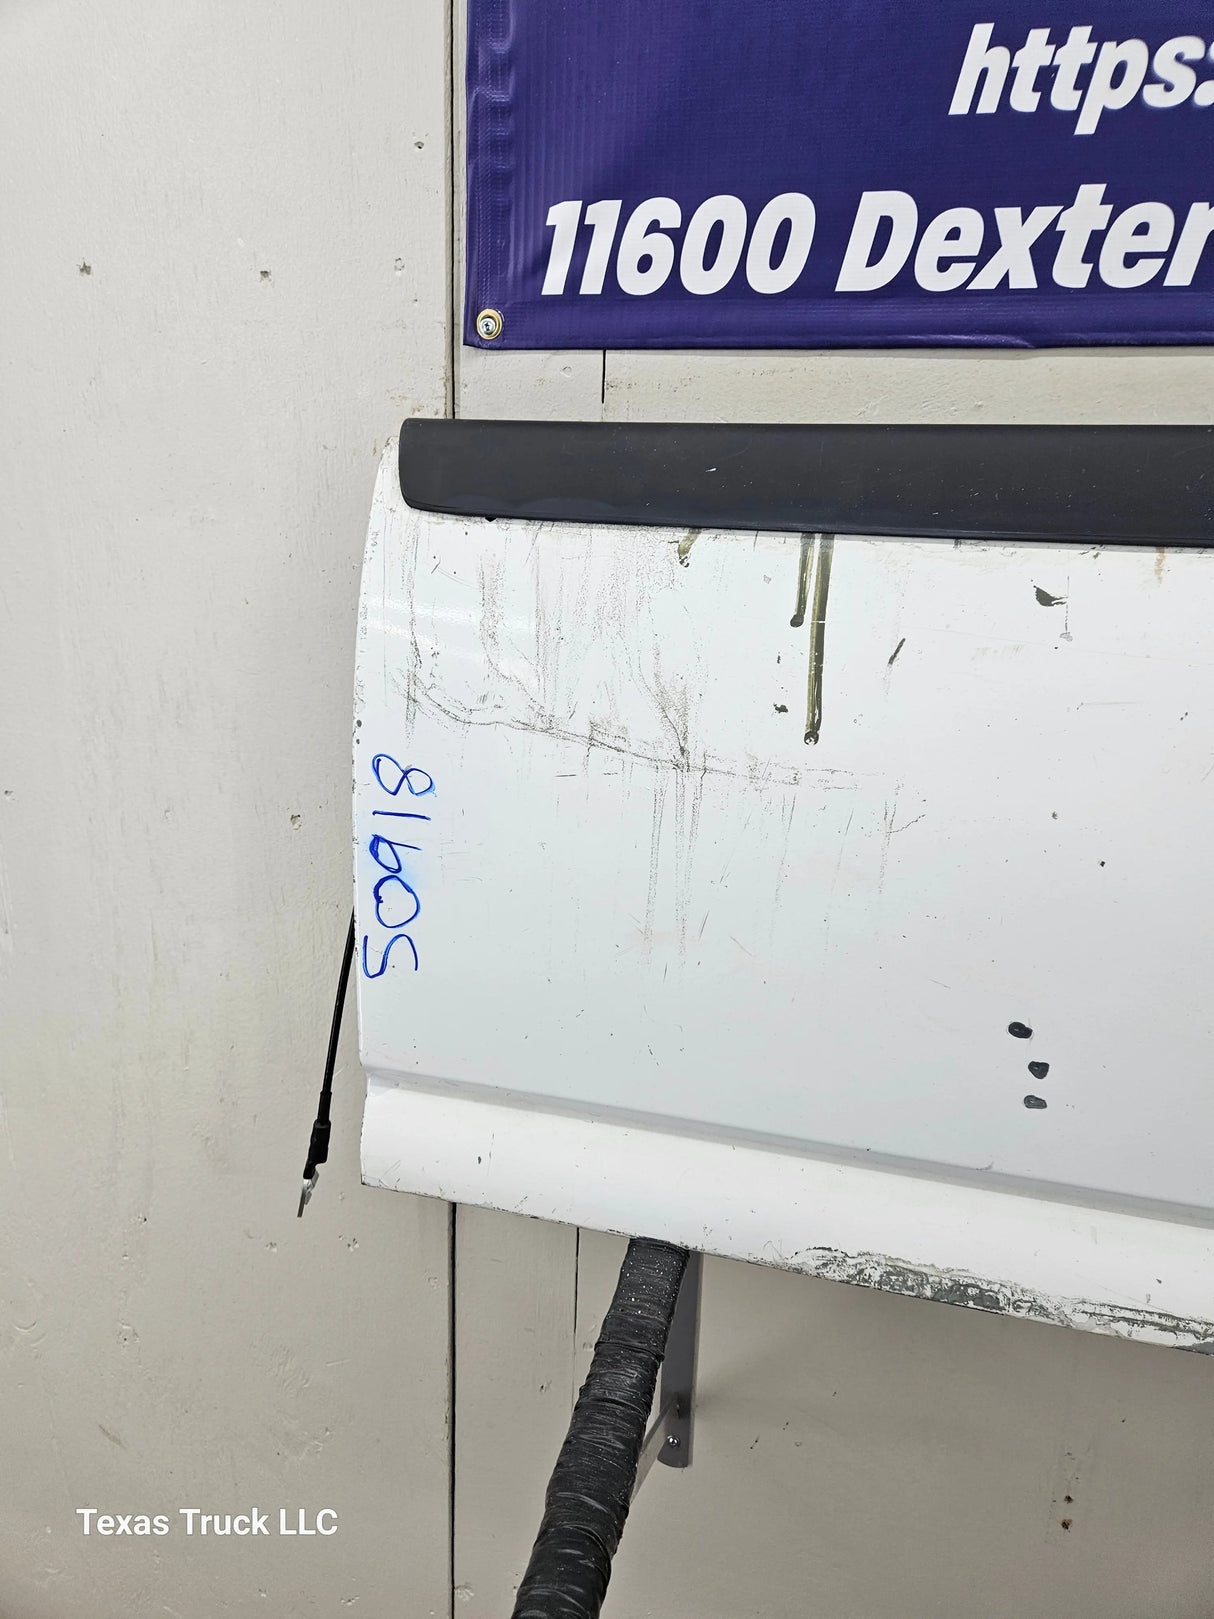 https:
11600 Dexter
50918
Texas Truck LLC